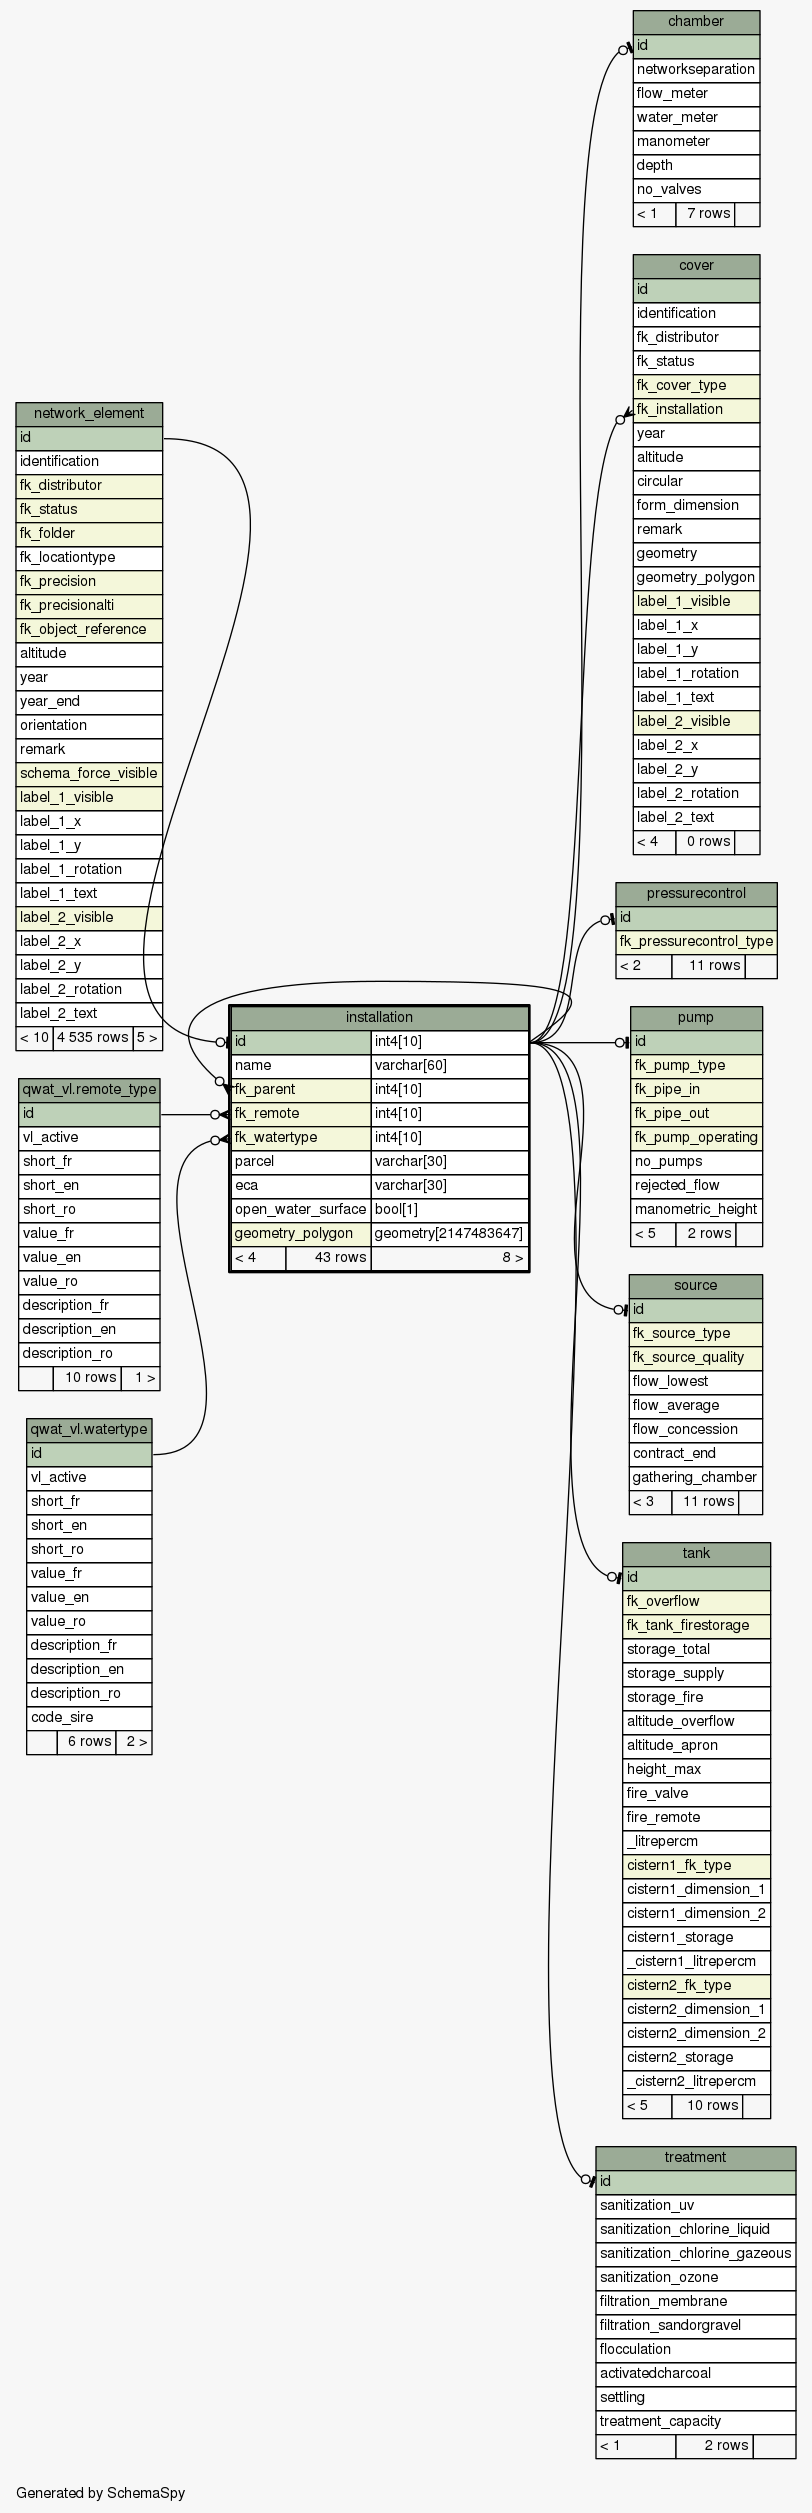 chamber
id
networkseparation
flow_meter
water_meter
manometer
depth
no_valves
< 1 7 rows
cover
id
identification
fk_distributor
fk_status
fk_cover_type
fk_installation
year
altitude
circular
form_dimension
remark
geometry
geometry_polygon
label_1_visible
label_1_x
label_1_y
label_1_rotation
label_1_text
label_2_visible
label_2_x
label_2_y
label_2_rotation
label_2_text
< 4 0 rows
network_element
id
identification
fk_distributor
fk_status
fk_folder
fk_locationtype
fk_precision
fk_precisionalti
fk_object_reference
altitude
year
year_end
orientation
remark
schema_force_visible
label_1_visible
label_1_x
label_1_y
label_1_rotation
label_1_text
label_2_visible
label_2_x
label_2_y
label_2_rotation
label_2_text
< 10 4 535 rows 5 >
pressurecontrol
id
fk_pressurecontrol_type
< 2 11 rows
installation
id int4[10]
name varchar[60]
fk_parent int4[10]
fk_remote int4[10]
fk_watertype int4[10]
parcel varchar[30]
eca varchar[30]
open_water_surface bool[1]
geometry_polygon geometry[2147483647]
< 4 43 rows 8 >
pump
id
fk_pump_type
fk_pipe_in
fk_pipe_out
fk_pump_operating
no_pumps
rejected_flow
manometric_height
< 5 2 rows
qwat_vl.remote_type
id
vl_active
short_fr
short_en
short_ro
value_fr
value_en
value_ro
description_fr
description_en
description_ro
10 rows 1 >
source
id
fk_source_type
fk_source_quality
flow_lowest
flow_average
flow_concession
contract_end
gathering_chamber
< 3 11 rows
qwat_vl.watertype
id
vl_active
short_fr
short_en
short_ro
value_fr
value_en
value_ro
description_fr
description_en
description_ro
code_sire
6 rows 2 >
tank
id
fk_overflow
fk_tank_firestorage
storage_total
storage_supply
storage_fire
altitude_overflow
altitude_apron
height_max
fire_valve
fire_remote
_litrepercm
cistern1_fk_type
cistern1_dimension_1
cistern1_dimension_2
cistern1_storage
_cistern1_litrepercm
cistern2_fk_type
cistern2_dimension_1
cistern2_dimension_2
cistern2_storage
_cistern2_litrepercm
< 5 10 rows
treatment
id
sanitization_uv
sanitization_chlorine_liquid
sanitization_chlorine_gazeous
sanitization_ozone
filtration_membrane
filtration_sandorgravel
flocculation
activatedcharcoal
settling
treatment_capacity
< 1 2 rows
Generated by SchemaSpy